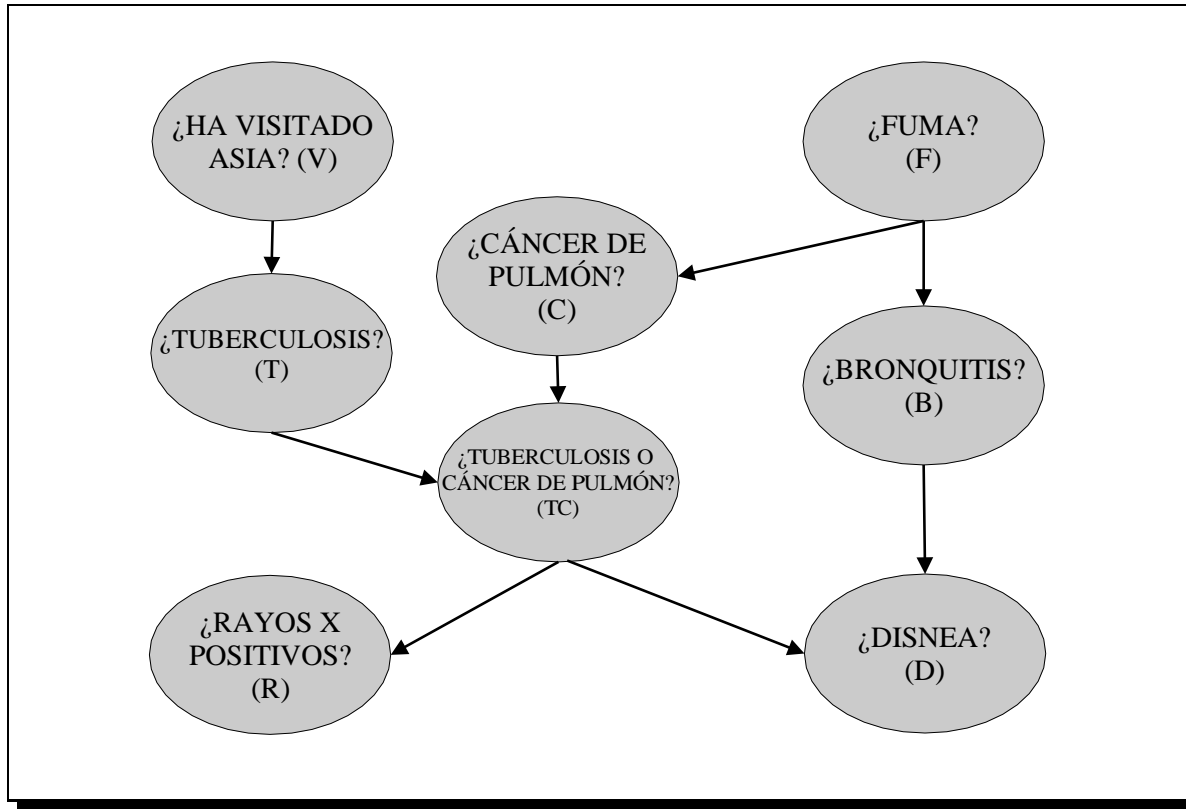 ¿HA VISITADO
ASIA? (V)
¿FUMA?
(F)
¿CÁNCER DE
PULMÓN?
(C)
¿TUBERCULOSIS?
(T)
¿BRONQUITIS?
(B)
¿TUBERCULOSIS O
CÁNCER DE PULMÓN?
(TC)
¿RAYOS X
POSITIVOS?
(R)
¿DISNEA?
(D)